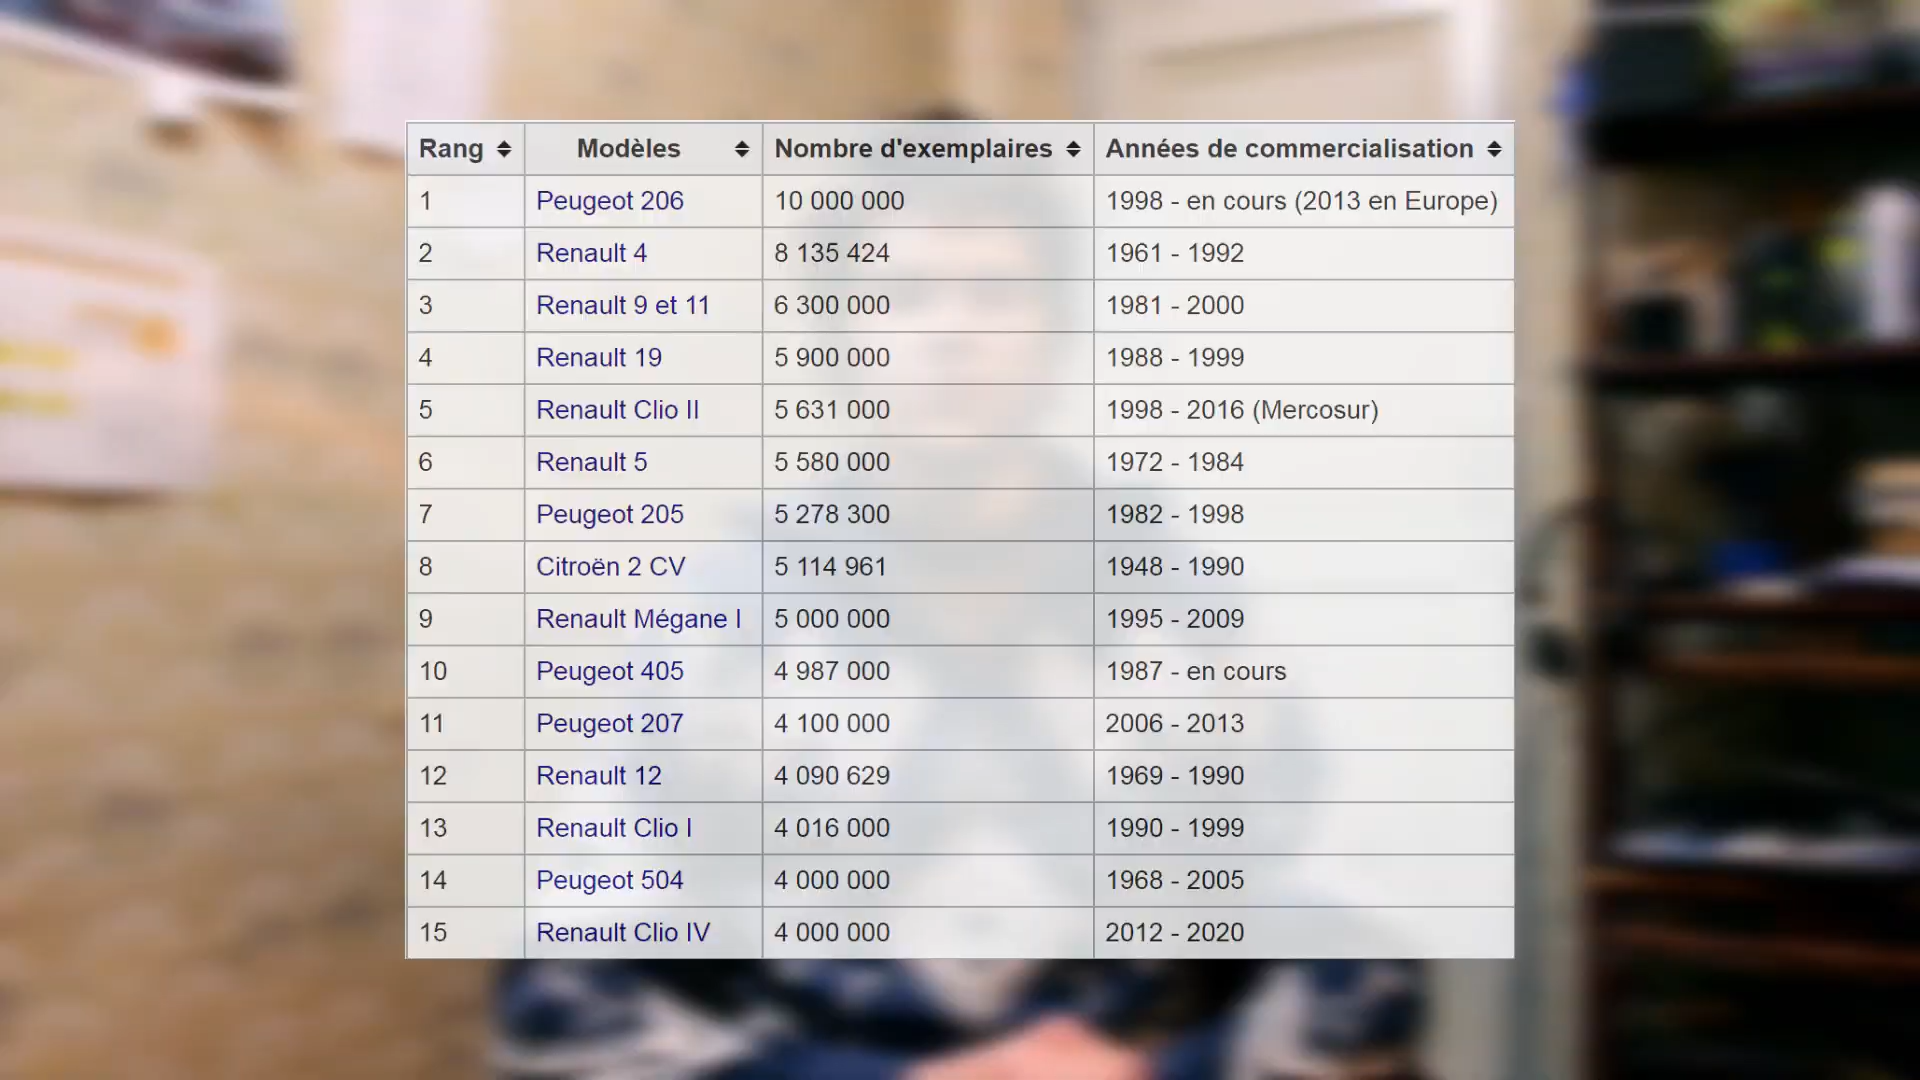 Rang Modèles Nombre d'exemplaires Années de commercialisation
1 Peugeot 206 10 000 000 1998 - en cours (2013 en Europe)
2 Renault 4 8 135 424 1961 - 1992
3 Renault 9 et 11 6 300 000 1981 - 2000
4 Renault 19 5 900 000 1988 - 1999
5 Renault Clio II 5 631 000 1998 - 2016 (Mercosur)
6 Renault 5 5 580 000 1972 - 1984
7 Peugeot 205 5 278 300 1982 - 1998
8 Citroën 2 CV 5 114 961 1948 - 1990
9 Renault Mégane I 5 000 000 1995 - 2009
10 Peugeot 405 4 987 000 1987 - en cours
11 Peugeot 207 4 100 000 2006 - 2013
12 Renault 12 4 090 629 1969 - 1990
13 Renault Clio I 4 016 000 1990 - 1999
14 Peugeot 504 4 000 000 1968 - 2005
15 Renault Clio IV 4 000 000 2012 - 2020